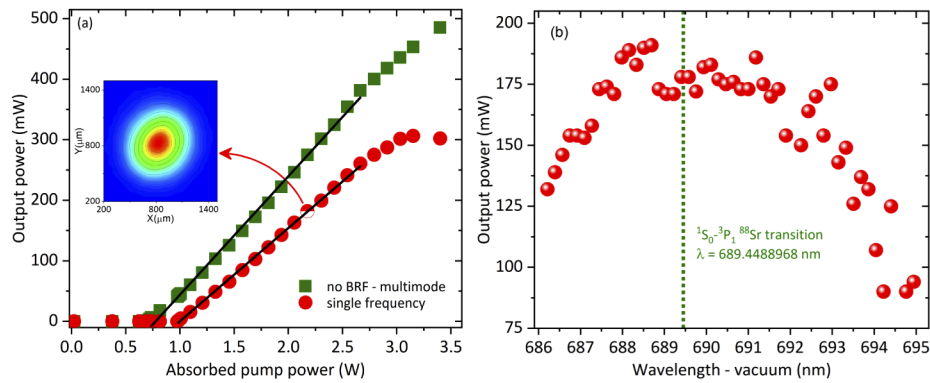 (a)
Output power (mW)
500
400
300
200
100
0
0.0 0.5 1.0 1.5 2.0 2.5 3.0 3.5
Absorbed pump power (W)
Y(μm)
1400
800
200
200 800 1400
X(μm)
no BRF - multimode
single frequency
(b)
Output power (mW)
200
175
150
125
100
75
686 687 688 689 690 691 692 693 694 695
Wavelength - vacuum (nm)
¹S₀-³P₁ ⁸⁸Sr transition
λ = 689.4488968 nm